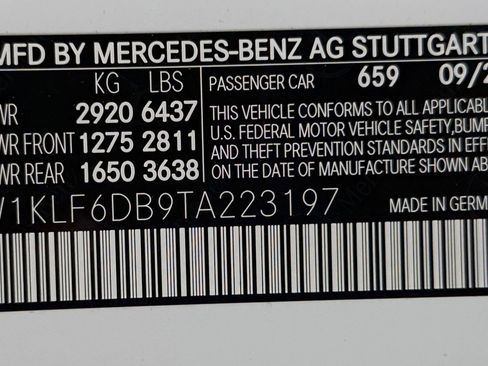 MFD BY MERCEDES-BENZ AG STUTTGART
KG LBS
PASSENGER CAR 659 09/2
WR 2920 6437
WR FRONT 1275 2811
WR REAR 1650 3638
THIS VEHICLE CONFORMS TO ALL APPLICABL
U.S. FEDERAL MOTOR VEHICLE SAFETY, BUMP
AND THEFT PREVENTION STANDARDS IN EFFE
ON THE DATE OF MANUFACTURE SHOWN ABO
W1KLF6DB9TA223197
MADE IN GERM